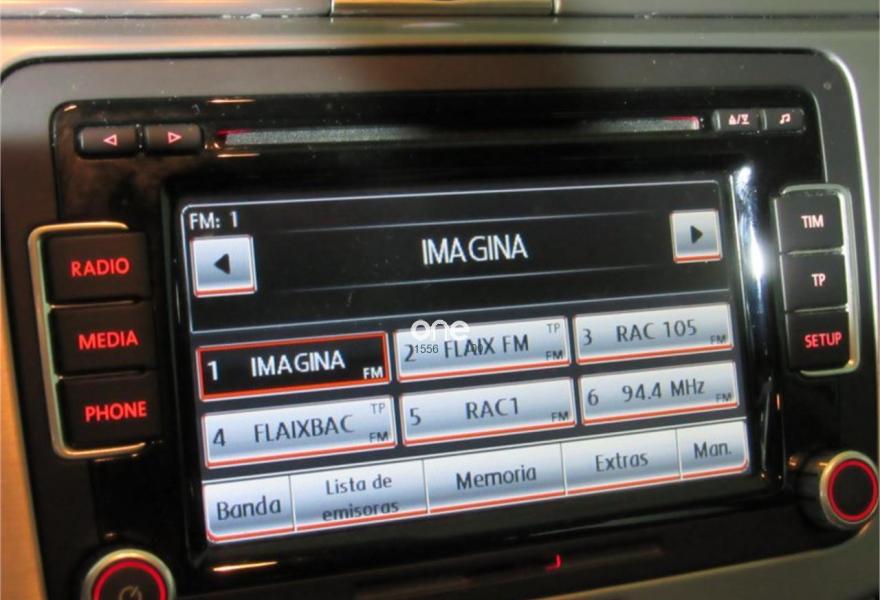 TIM
FM: 1
IMAGINA
RADIO
TP
MEDIA
SETUP
PHONE
1 IMAGINA FM
2 FLAIX FM TP FM
3 RAC 105 FM
4 FLAIXBAC TP FM
5 RAC1 FM
6 94.4 MHz FM
one
Banda
Lista de
emisoras
Memoria
Extras
Man.